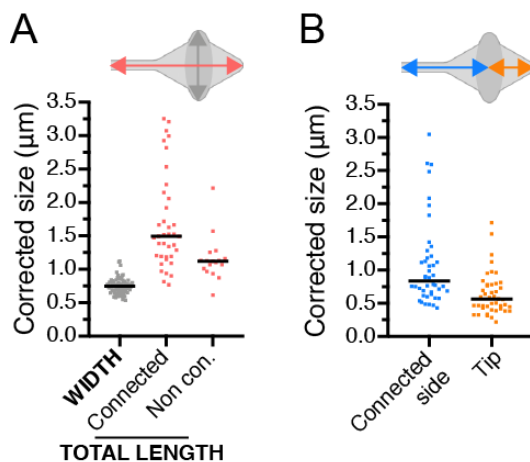 A
Corrected size (µm)
3.5
3.0
2.5
2.0
1.5
1.0
0.5
0.0
WIDTH
Connected
Non con.
TOTAL LENGTH
B
Corrected size (µm)
3.5
3.0
2.5
2.0
1.5
1.0
0.5
0.0
Connected
side
Tip